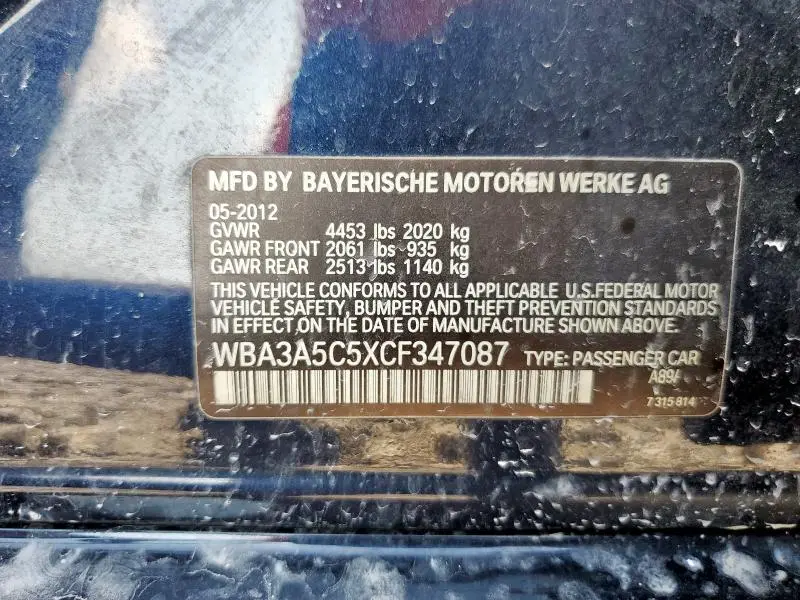 MFD BY BAYERISCHE MOTOREN WERKE AG
05-2012
GVWR 4453 lbs 2020 kg
GAWR FRONT 2061 lbs 935 kg
GAWR REAR 2513 lbs 1140 kg
THIS VEHICLE CONFORMS TO ALL APPLICABLE U.S.FEDERAL MOTOR
VEHICLE SAFETY, BUMPER AND THEFT PREVENTION STANDARDS
IN EFFECT ON THE DATE OF MANUFACTURE SHOWN ABOVE.
WBA3A5C5XCF347087 TYPE: PASSENGER CAR
A89/
7 315 814